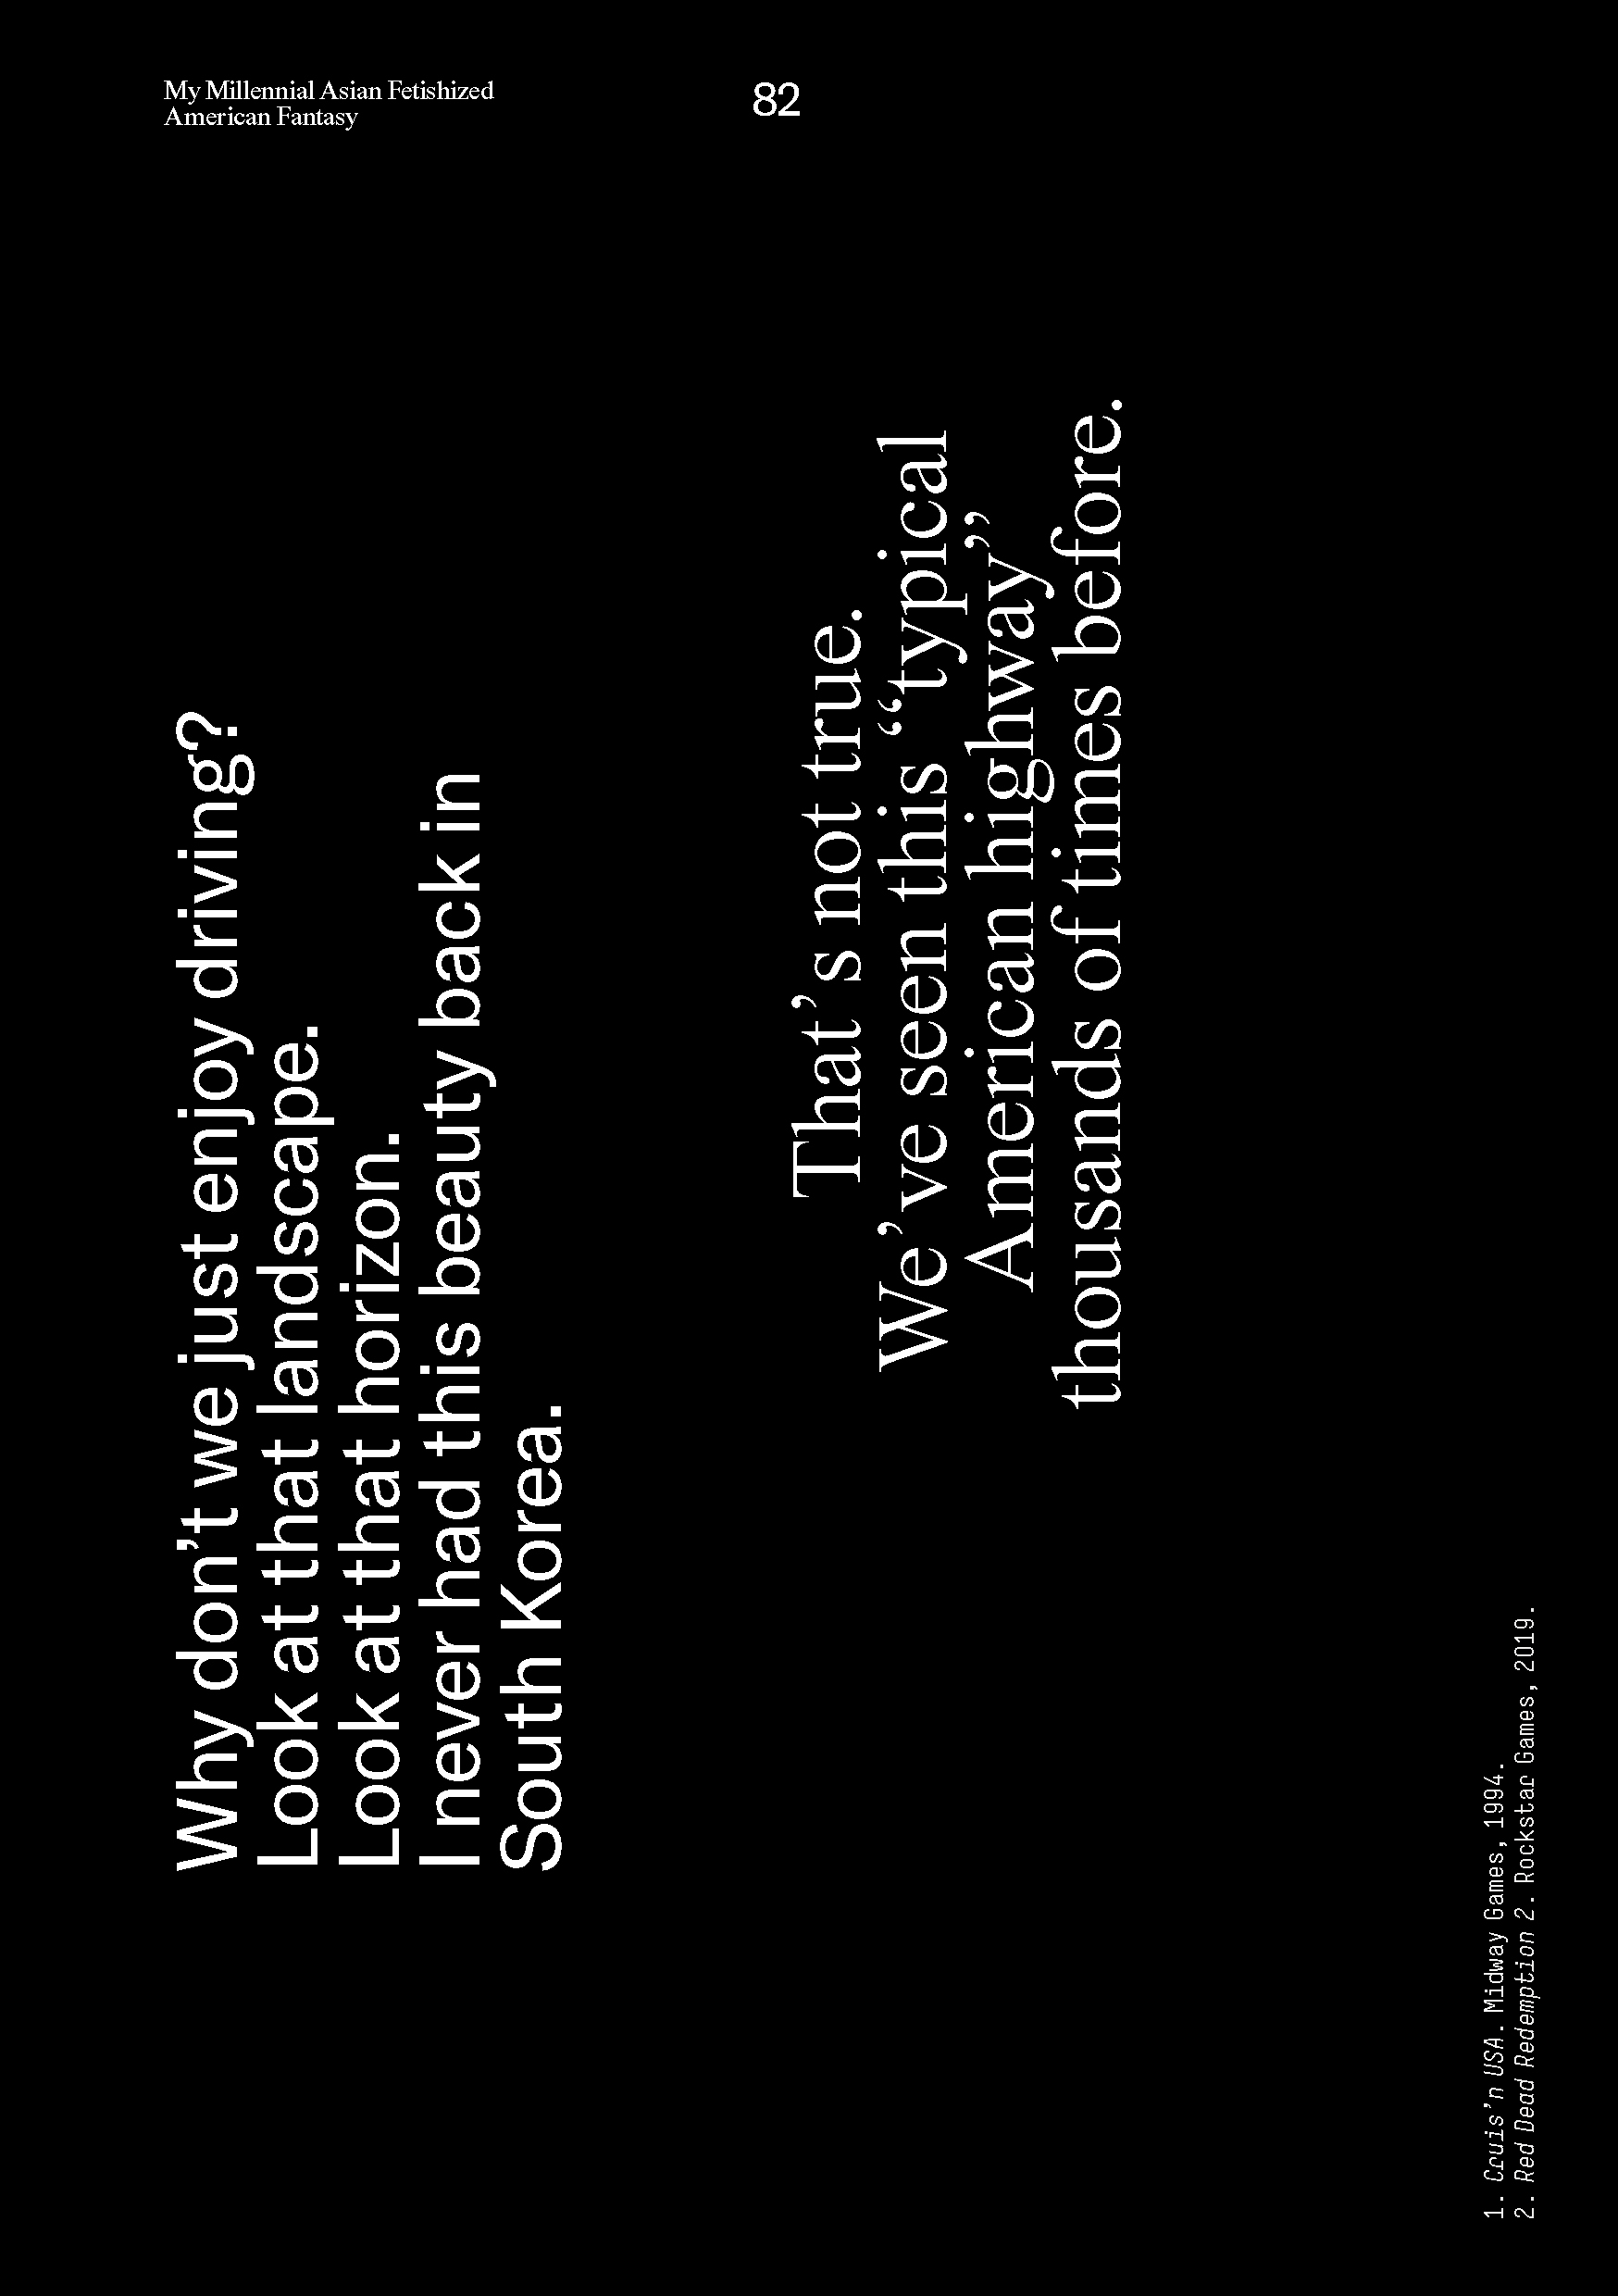 My Millennial Asian Fetishized
American Fantasy
82
Why don’t we just enjoy driving?
Look at that landscape.
Look at that horizon.
I never had this beauty back in
South Korea.
That’s not true.
We’ve seen this “typical
American highway”
thousands of times before.
1. Cruis’n USA. Midway Games, 1994.
2. Red Dead Redemption 2. Rockstar Games, 2019.